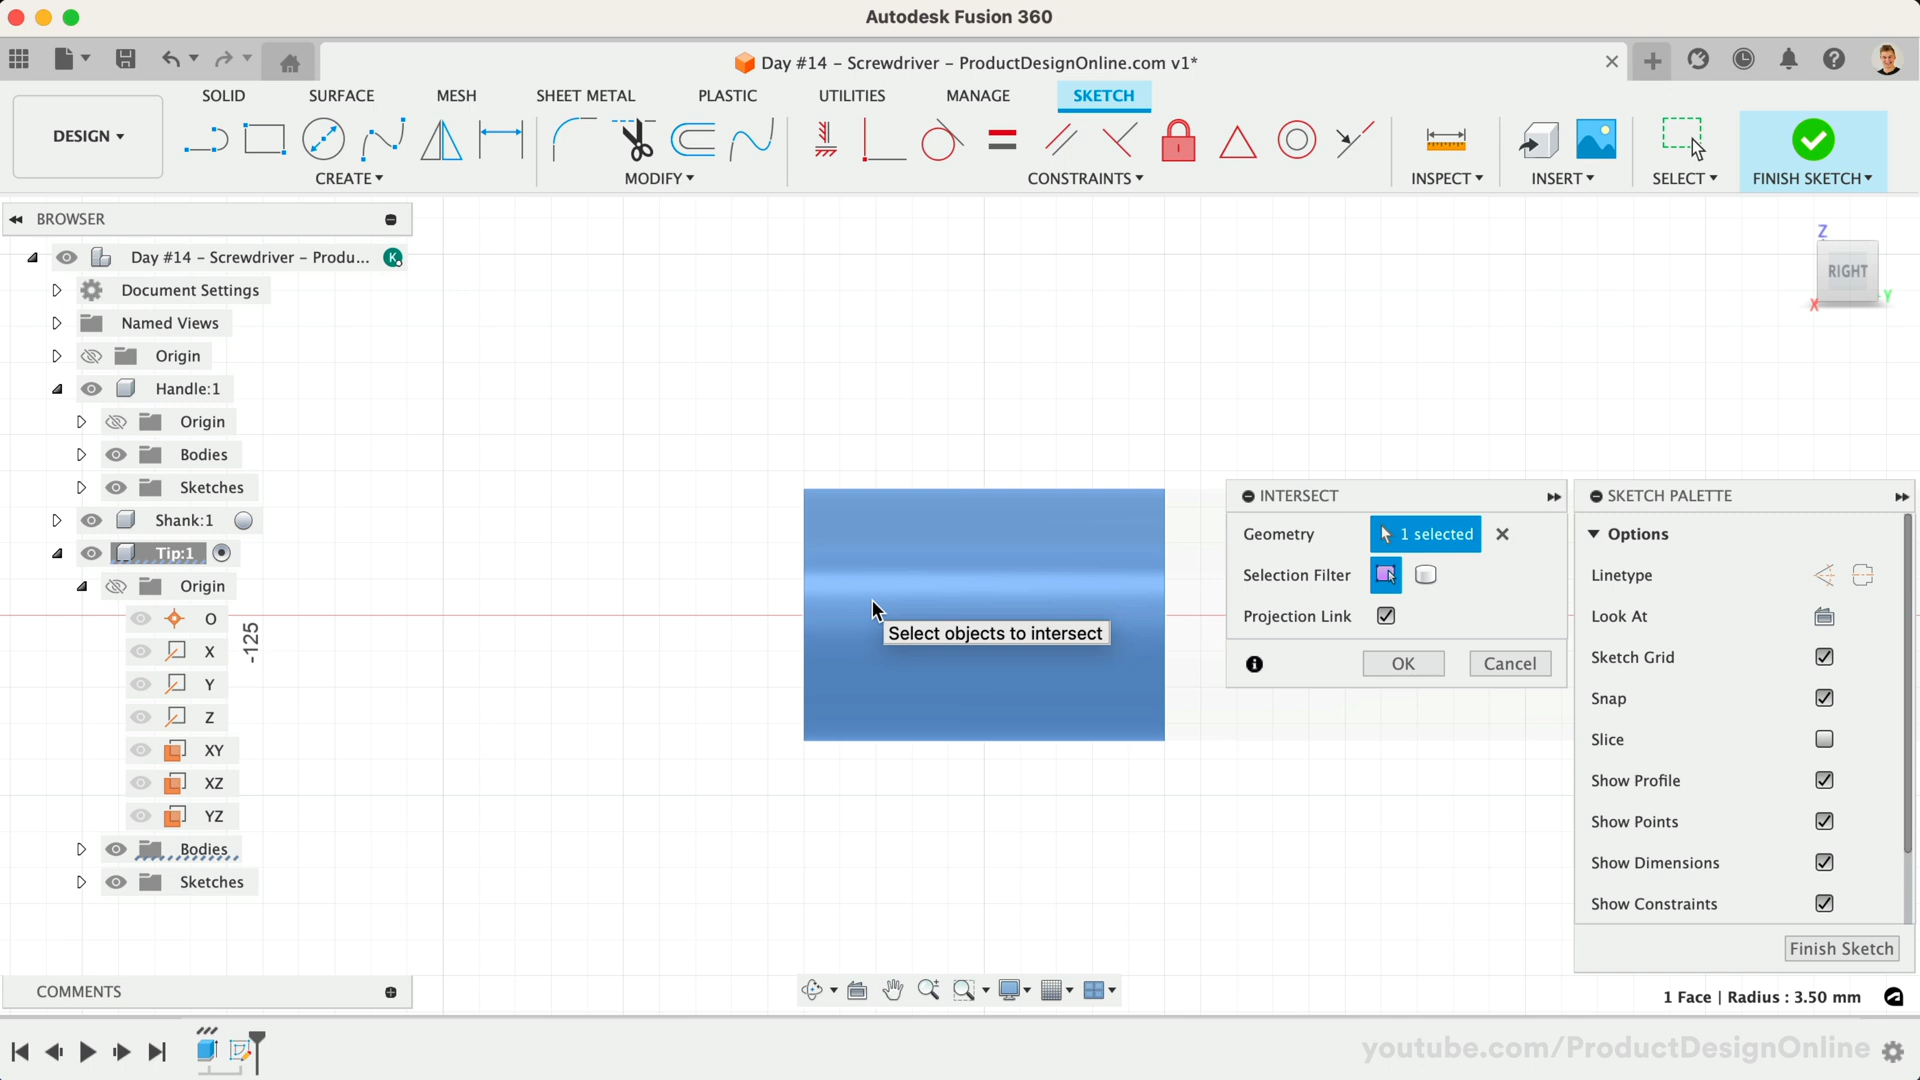 Autodesk Fusion 360
Day #14 – Screwdriver – ProductDesignOnline.com v1*
SOLID SURFACE MESH SHEET METAL PLASTIC UTILITIES MANAGE SKETCH
DESIGN
CREATE MODIFY CONSTRAINTS INSPECT INSERT SELECT FINISH SKETCH
BROWSER
Day #14 – Screwdriver – Produ...
K
Document Settings
Named Views
Origin
Handle:1
Origin
Bodies
Sketches
Shank:1
Tip:1
Origin
O
X
Y
Z
XY
XZ
YZ
Bodies
Sketches
-125
Z
RIGHT
X
Y
Select objects to intersect
INTERSECT
Geometry 1 selected
Selection Filter
Projection Link
OK Cancel
SKETCH PALETTE
Options
Linetype
Look At
Sketch Grid
Snap
Slice
Show Profile
Show Points
Show Dimensions
Show Constraints
Finish Sketch
COMMENTS
1 Face | Radius : 3.50 mm
youtube.com/ProductDesignOnline